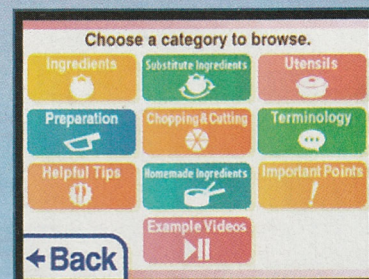 Choose a category to browse.
Ingredients
Substitute Ingredients
Utensils
Preparation
Chopping & Cutting
Terminology
Helpful Tips
Homemade Ingredients
Important Points
Example Videos
Back